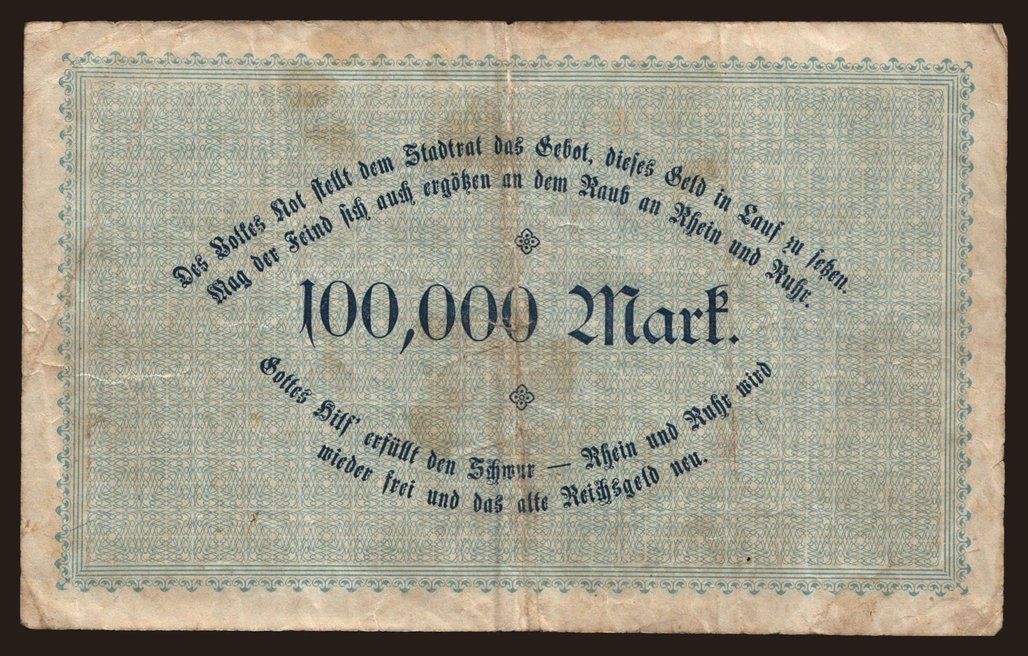 Des Volkes Not stellt dem Stadtrat das Gebot, dieses Geld in Lauf zu setzen.
Mag der Feind sich auch ergötzen an dem Raub an Rhein und Ruhr.
100,000 Mark.
Gottes Hilf' erfüllt den Schwur — Rhein und Ruhr wird
wieder frei und das alte Reichsgeld neu.